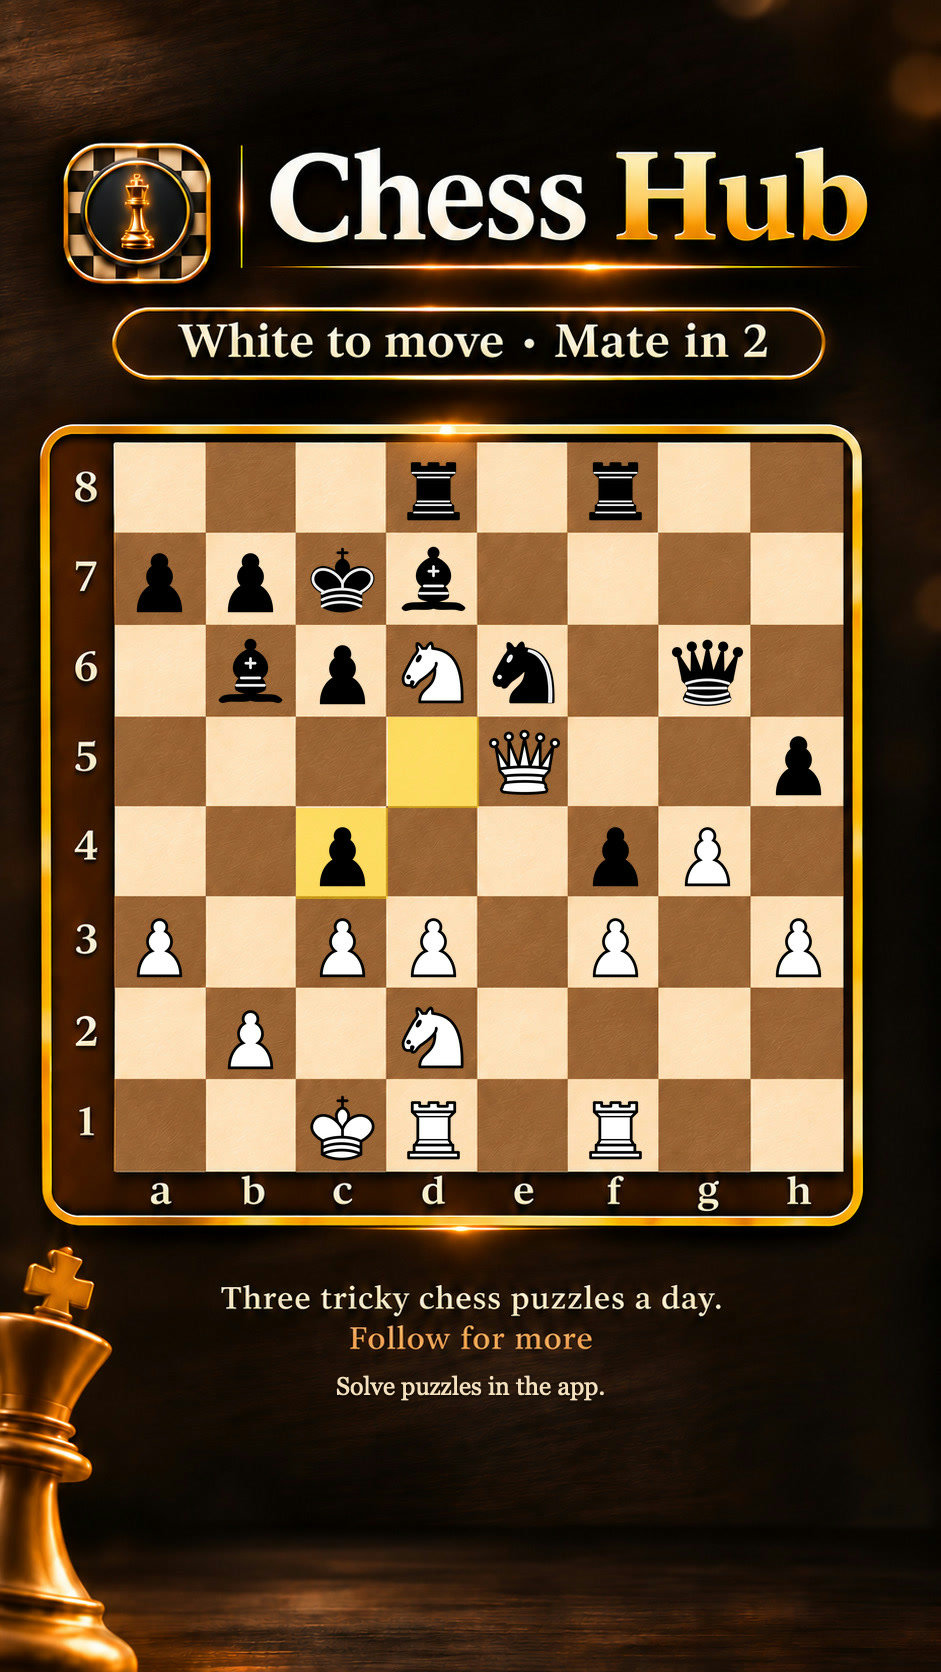 Chess Hub
White to move • Mate in 2
8
7
6
5
4
3
2
1
a b c d e f g h
Three tricky chess puzzles a day.
Follow for more
Solve puzzles in the app.